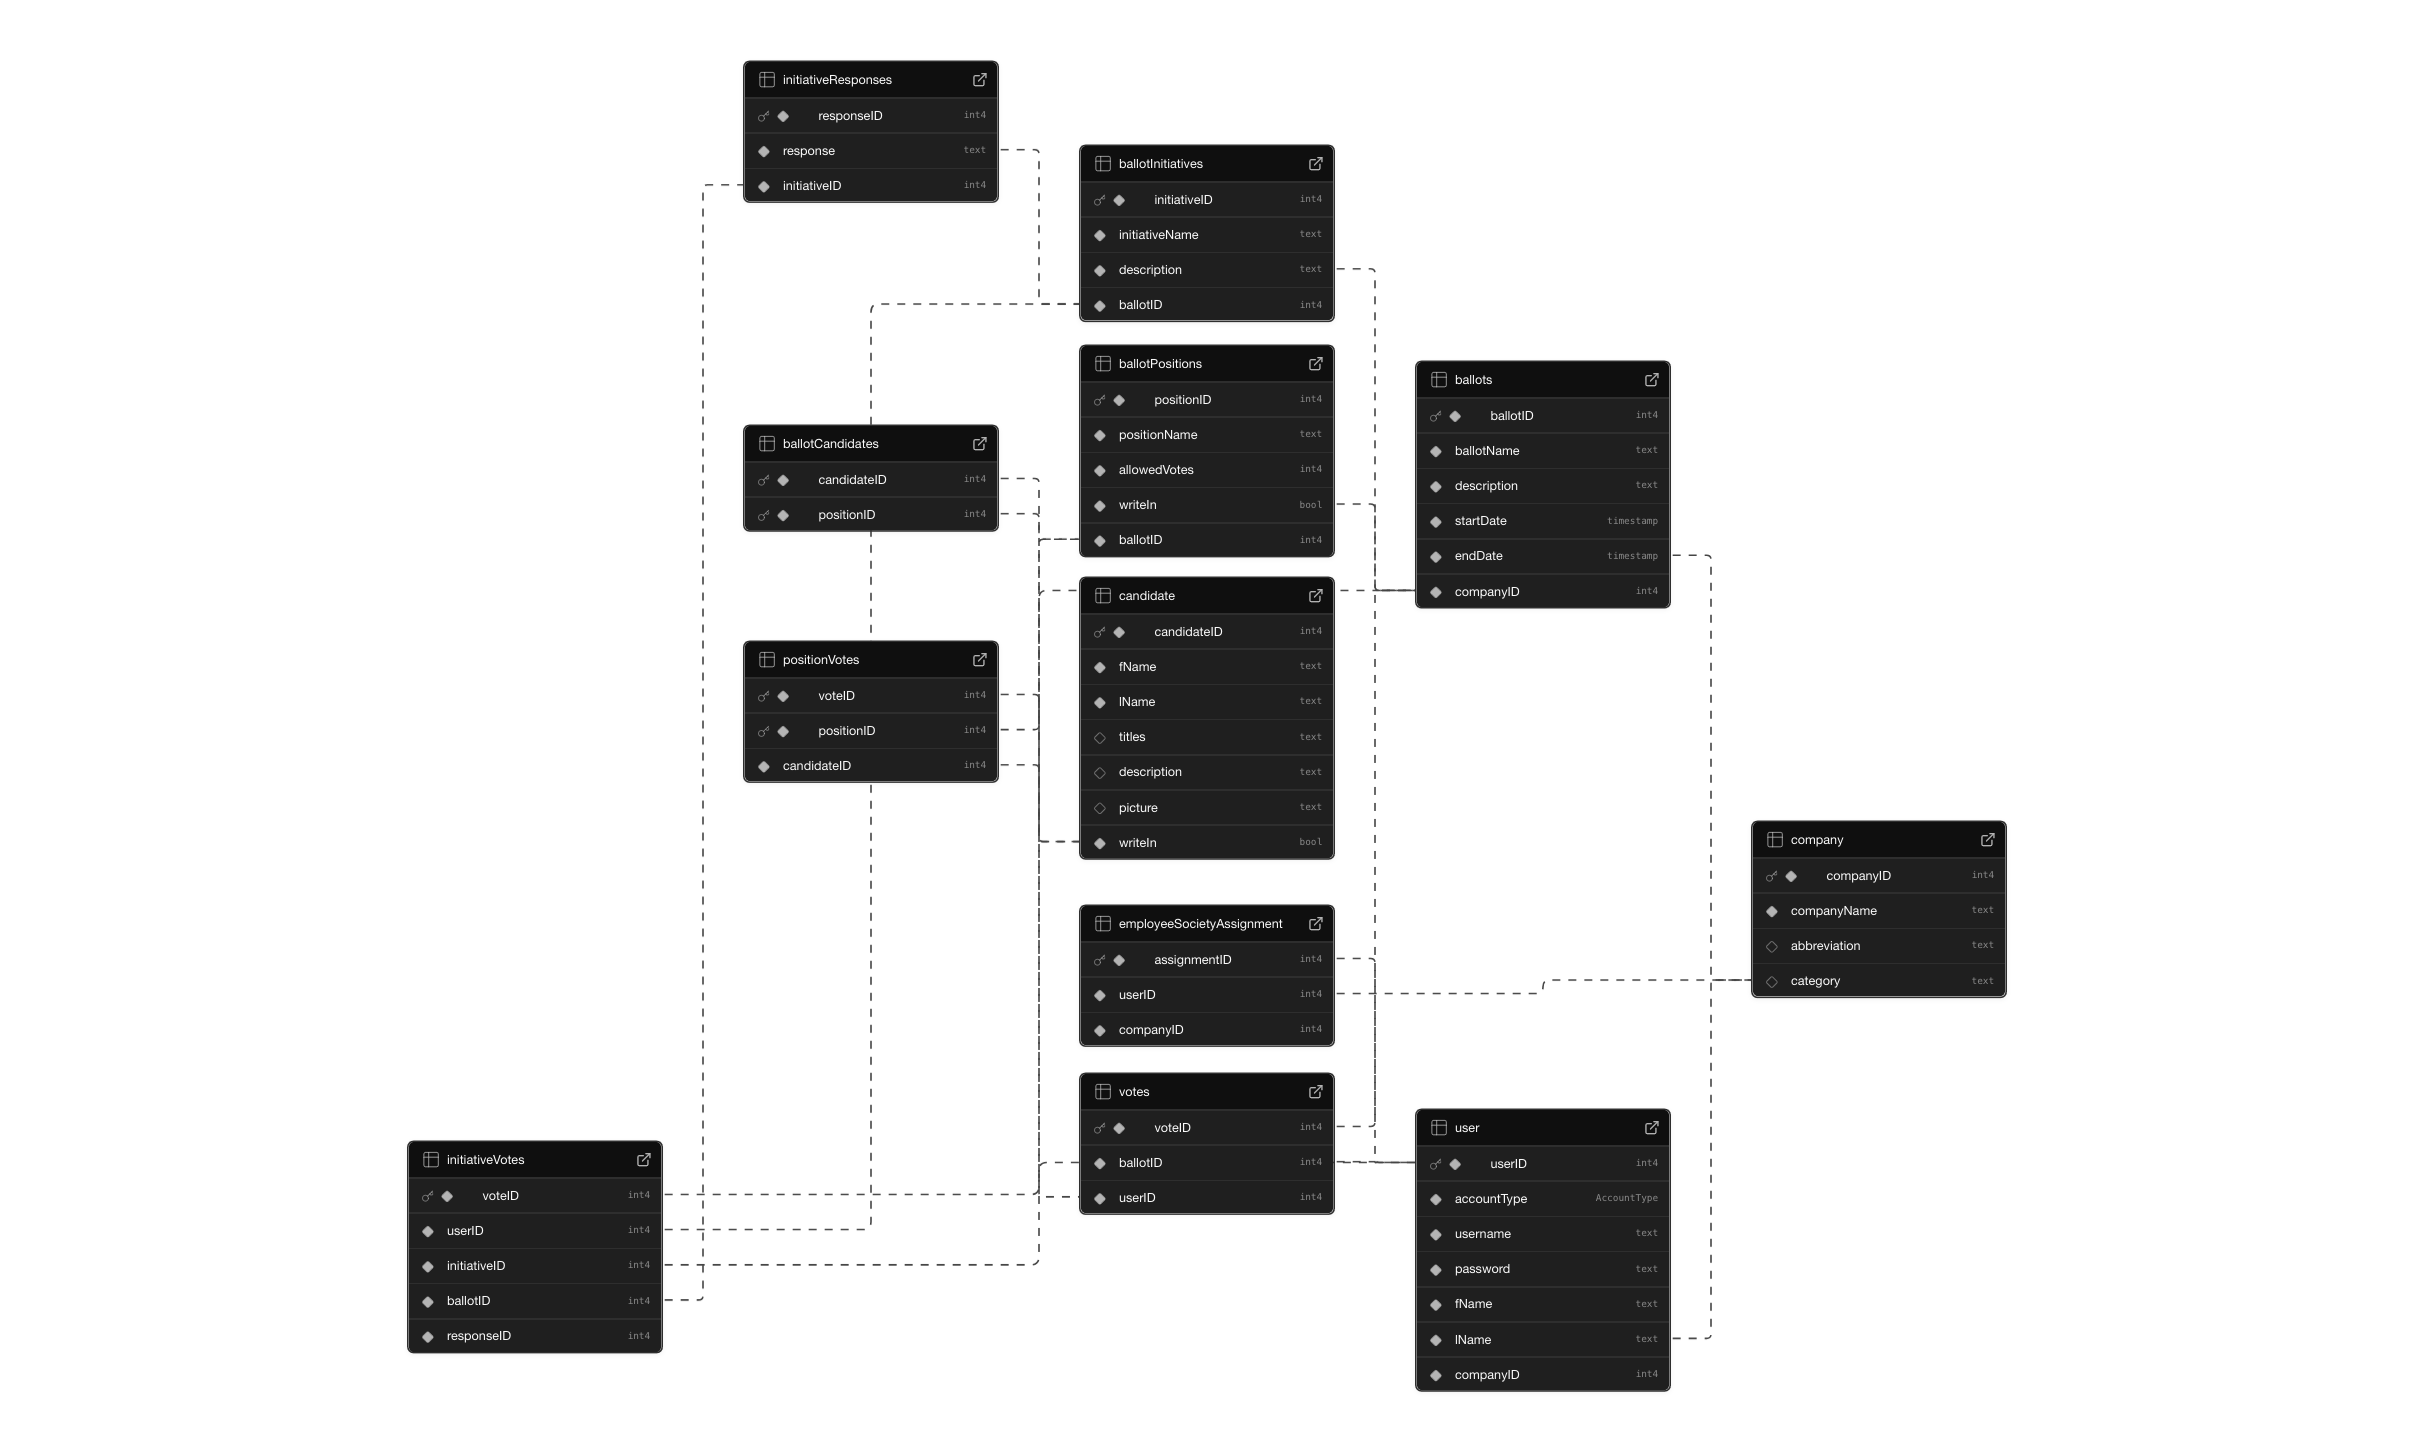 initiativeResponses
responseID int4
response text
initiativeID int4
ballotInitiatives
initiativeID int4
initiativeName text
description text
ballotID int4
ballotPositions
positionID int4
positionName text
allowedVotes int4
writeIn bool
ballotID int4
ballots
ballotID int4
ballotName text
description text
startDate timestamp
endDate timestamp
companyID int4
ballotCandidates
candidateID int4
positionID int4
candidate
candidateID int4
fName text
lName text
titles text
description text
picture text
writeIn bool
positionVotes
voteID int4
positionID int4
candidateID int4
company
companyID int4
companyName text
abbreviation text
category text
employeeSocietyAssignment
assignmentID int4
userID int4
companyID int4
votes
voteID int4
ballotID int4
userID int4
user
userID int4
accountType AccountType
username text
password text
fName text
lName text
companyID int4
initiativeVotes
voteID int4
userID int4
initiativeID int4
ballotID int4
responseID int4